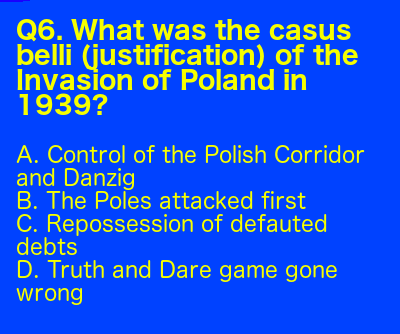 Q6. What was the casus
belli (justification) of the
Invasion of Poland in
1939?
A. Control of the Polish Corridor
and Danzig
B. The Poles attacked first
C. Repossession of defauted
debts
D. Truth and Dare game gone
wrong